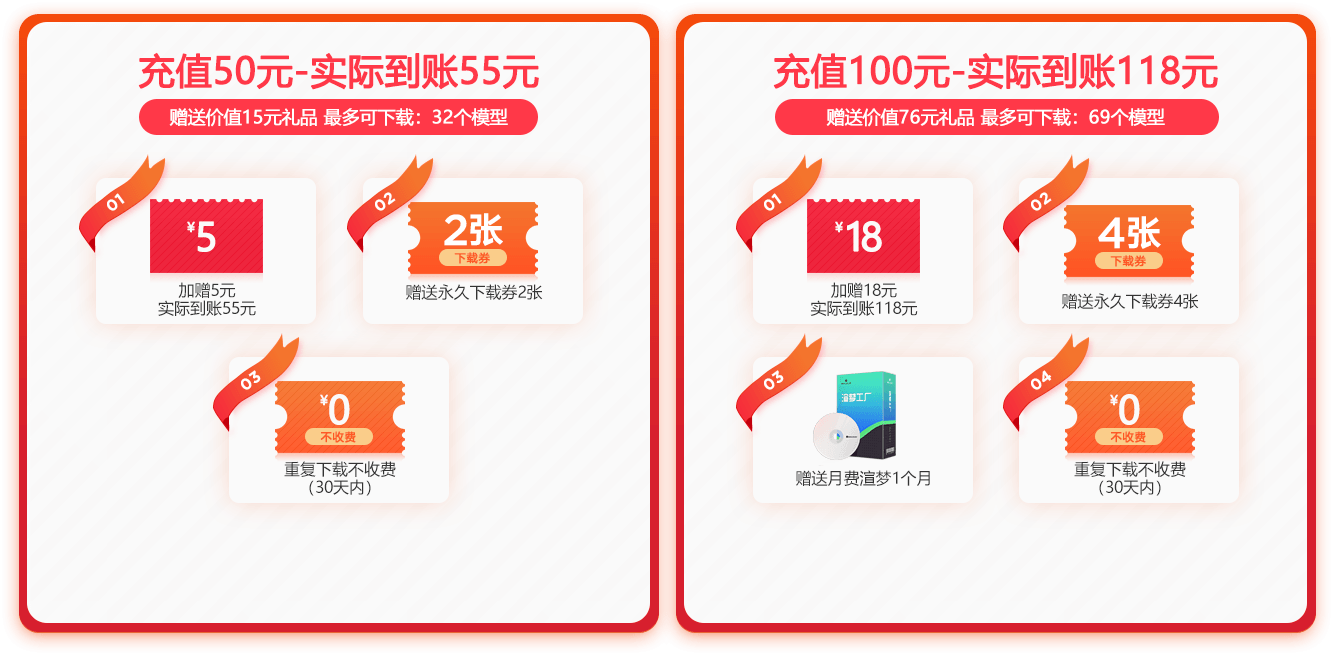 充值50元-实际到账55元
赠送价值15元礼品 最多可下载：32个模型
01
¥5
加赠5元
实际到账55元
02
2张
下载券
赠送永久下载券2张
03
¥0
不收费
重复下载不收费
（30天内）
充值100元-实际到账118元
赠送价值76元礼品 最多可下载：69个模型
01
¥18
加赠18元
实际到账118元
02
4张
下载券
赠送永久下载券4张
03
渲梦工厂
赠送月费渲梦1个月
04
¥0
不收费
重复下载不收费
（30天内）